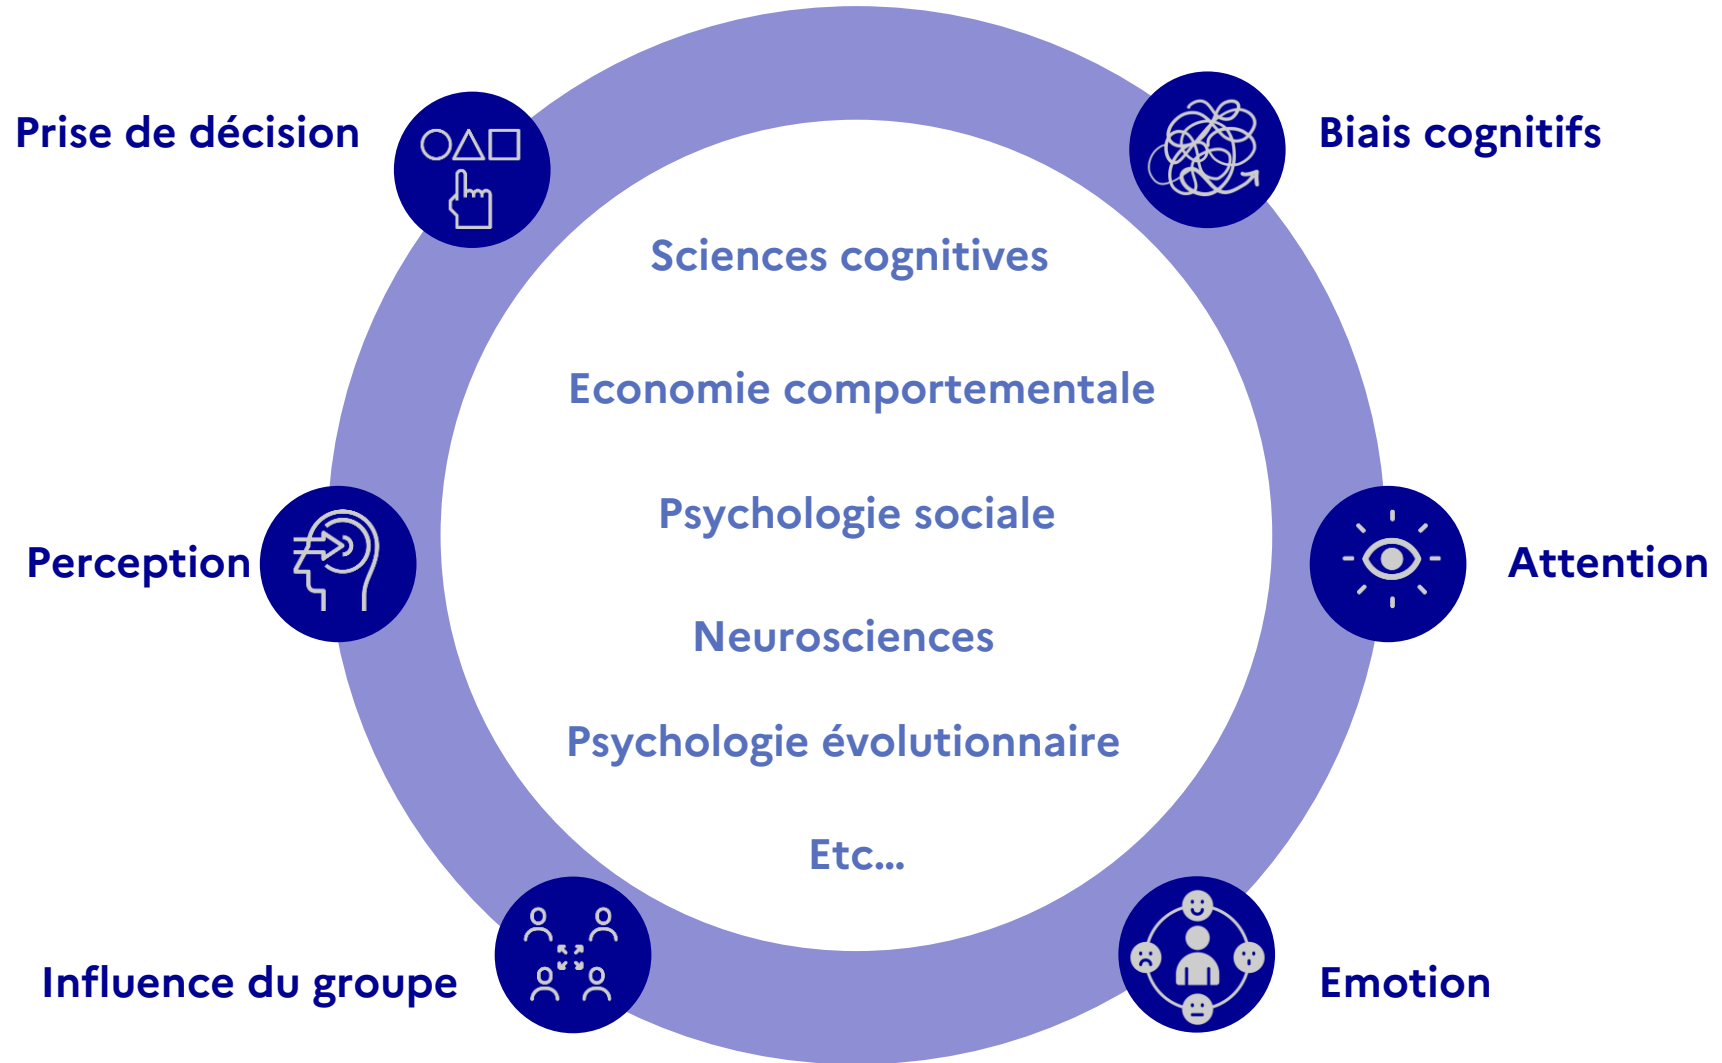 Prise de décision
Biais cognitifs
Sciences cognitives
Economie comportementale
Psychologie sociale
Perception
Attention
Neurosciences
Psychologie évolutionnaire
Etc...
Influence du groupe
Emotion